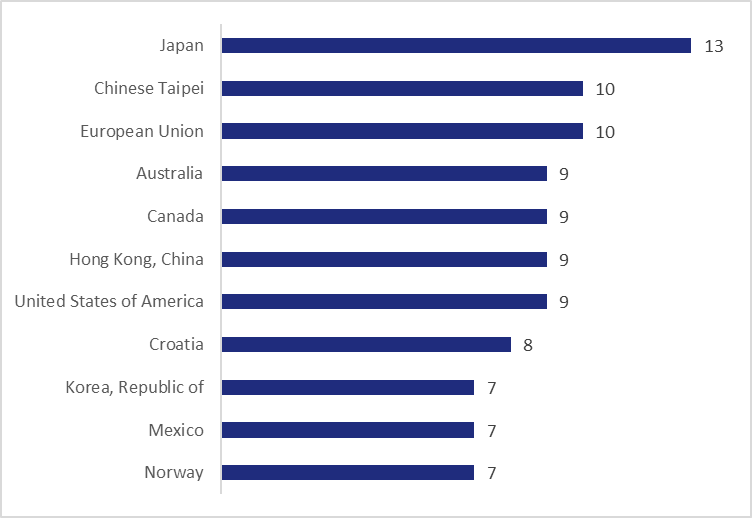 Japan 13
Chinese Taipei 10
European Union 10
Australia 9
Canada 9
Hong Kong, China 9
United States of America 9
Croatia 8
Korea, Republic of 7
Mexico 7
Norway 7